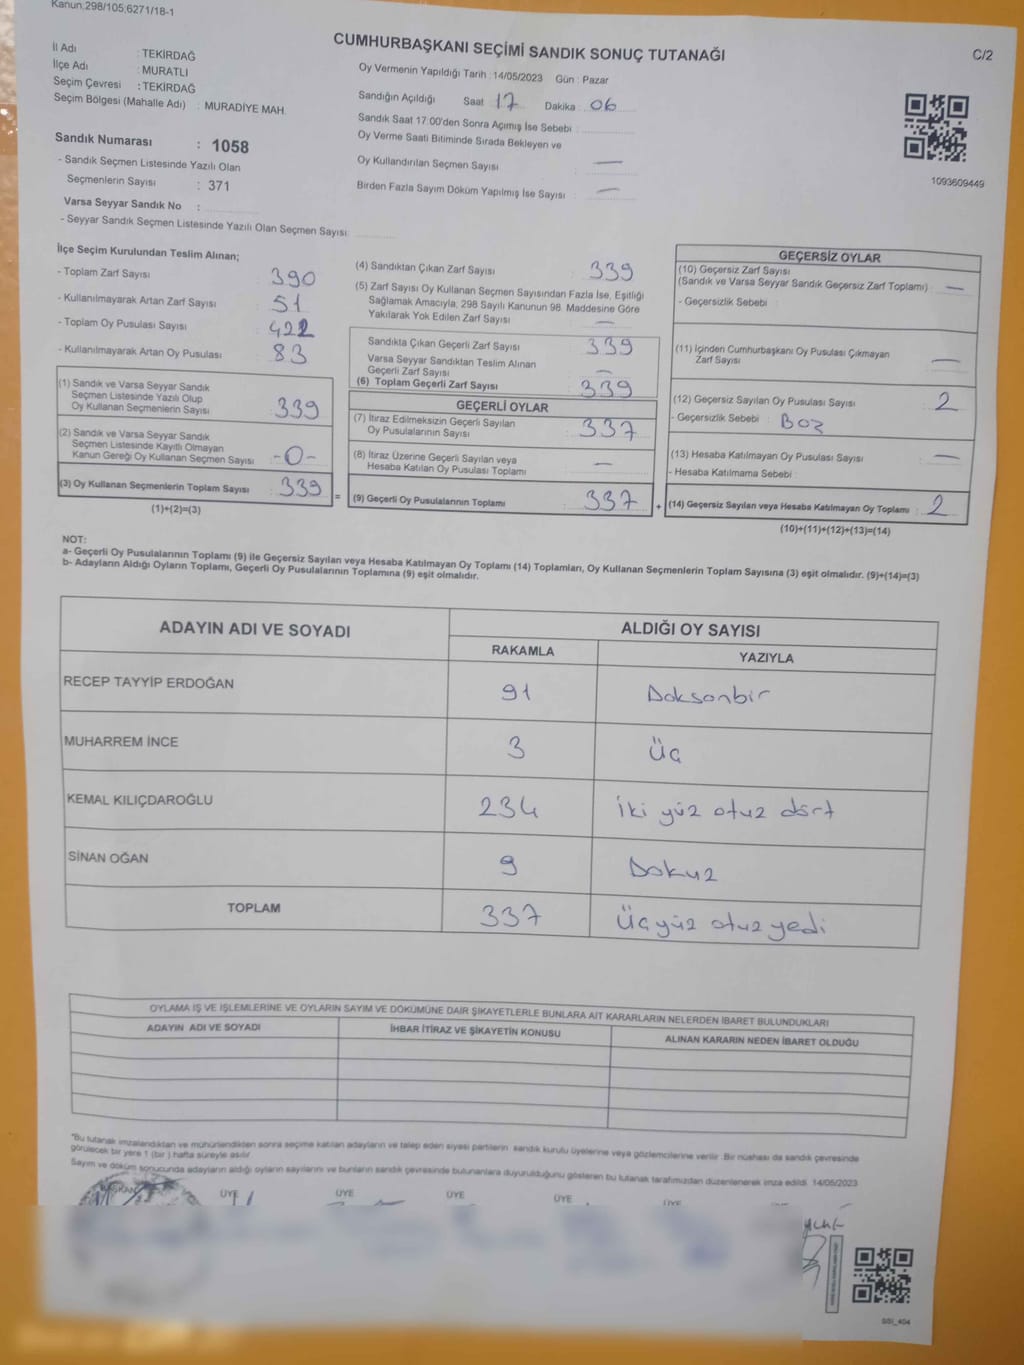 Kanun:298/105;6271/18-1
CUMHURBAŞKANI SEÇİMİ SANDIK SONUÇ TUTANAĞI
C/2
İl Adı : TEKİRDAĞ
İlçe Adı : MURATLI
Seçim Çevresi : TEKİRDAĞ
Seçim Bölgesi (Mahalle Adı) : MURADİYE MAH.
Sandık Numarası : 1058
- Sandık Seçmen Listesinde Yazılı Olan
Seçmenlerin Sayısı : 371
Varsa Seyyar Sandık No :
- Seyyar Sandık Seçmen Listesinde Yazılı Olan Seçmen Sayısı:
Oy Vermenin Yapıldığı Tarih : 14/05/2023 Gün : Pazar
Sandığın Açıldığı Saat 17 Dakika : 06
Sandık Saat 17:00'den Sonra Açımış İse Sebebi :
Oy Verme Saati Bitiminde Sırada Bekleyen ve
Oy Kullandırılan Seçmen Sayısı : —
Birden Fazla Sayım Döküm Yapılmış İse Sayısı : —
1093609449
İlçe Seçim Kurulundan Teslim Alınan;
- Toplam Zarf Sayısı : 390
- Kullanılmayarak Artan Zarf Sayısı : 51
- Toplam Oy Pusulası Sayısı : 422
- Kullanılmayarak Artan Oy Pusulası : 83
(1) Sandık ve Varsa Seyyar Sandık
Seçmen Listesinde Yazılı Olup
Oy Kullanan Seçmenlerin Sayısı : 339
(2) Sandık ve Varsa Seyyar Sandık
Seçmen Listesinde Kayıtlı Olmayan
Kanun Gereği Oy Kullanan Seçmen Sayısı : -0-
(3) Oy Kullanan Seçmenlerin Toplam Sayısı : 339
(1)+(2)=(3)
=
(4) Sandıktan Çıkan Zarf Sayısı : 339
(5) Zarf Sayısı Oy Kullanan Seçmen Sayısından Fazla İse, Eşitliği
Sağlamak Amacıyla; 298 Sayılı Kanunun 98. Maddesine Göre
Yakılarak Yok Edilen Zarf Sayısı : —
Sandıkta Çıkan Geçerli Zarf Sayısı : 339
Varsa Seyyar Sandıktan Teslim Alınan
Geçerli Zarf Sayısı : —
(6) Toplam Geçerli Zarf Sayısı : 339
GEÇERLİ OYLAR
(7) İtiraz Edilmeksizin Geçerli Sayılan
Oy Pusulalarının Sayısı : 337
(8) İtiraz Üzerine Geçerli Sayılan veya
Hesaba Katılan Oy Pusulası Toplamı : —
(9) Geçerli Oy Pusulalarının Toplamı : 337
+
GEÇERSİZ OYLAR
(10) Geçersiz Zarf Sayısı
(Sandık ve Varsa Seyyar Sandık Geçersiz Zarf Toplamı) : —
- Geçersizlik Sebebi :
(11) İçinden Cumhurbaşkanı Oy Pusulası Çıkmayan
Zarf Sayısı : —
(12) Geçersiz Sayılan Oy Pusulası Sayısı : 2
- Geçersizlik Sebebi : Boz
(13) Hesaba Katılmayan Oy Pusulası Sayısı : —
- Hesaba Katılmama Sebebi :
(14) Geçersiz Sayılan veya Hesaba Katılmayan Oy Toplamı : 2
(10)+(11)+(12)+(13)=(14)
NOT:
a- Geçerli Oy Pusulalarının Toplamı (9) ile Geçersiz Sayılan veya Hesaba Katılmayan Oy Toplamı (14) Toplamları, Oy Kullanan Seçmenlerin Toplam Sayısına (3) eşit olmalıdır. (9)+(14)=(3)
b- Adayların Aldığı Oyların Toplamı, Geçerli Oy Pusulalarının Toplamına (9) eşit olmalıdır.
ADAYIN ADI VE SOYADI ALDIĞI OY SAYISI
RAKAMLA YAZIYLA
RECEP TAYYİP ERDOĞAN 91 Doksanbir
MUHARREM İNCE 3 Üç
KEMAL KILIÇDAROĞLU 234 İki yüz otuz dört
SİNAN OĞAN 9 Dokuz
TOPLAM 337 Üçyüz otuz yedi
OYLAMA İŞ VE İŞLEMLERİNE VE OYLARIN SAYIM VE DÖKÜMÜNE DAİR ŞİKAYETLERLE BUNLARA AİT KARARLARIN NELERDEN İBARET BULUNDUKLARI
ADAYIN ADI VE SOYADI İHBAR İTİRAZ VE ŞİKAYETİN KONUSU ALINAN KARARIN NEDEN İBARET OLDUĞU
*Bu tutanak imzalandıktan ve mühürlendikten sonra seçime katılan adayların ve talep eden siyasi partilerin sandık kurulu üyelerine veya gözlemcilerine verilir. Bir nüshası da sandık çevresinde
görülecek bir yere 1 (bir ) hafta süreyle asılır.
Sayım ve döküm sonucunda adayların aldığı oyların sayılarını ve bunların sandık çevresinde bulunanlara duyurulduğunu gösteren bu tutanak tarafımızdan düzenlenerek imza edildi. 14/05/2023
BAŞKAN ÜYE ÜYE ÜYE ÜYE ÜYE